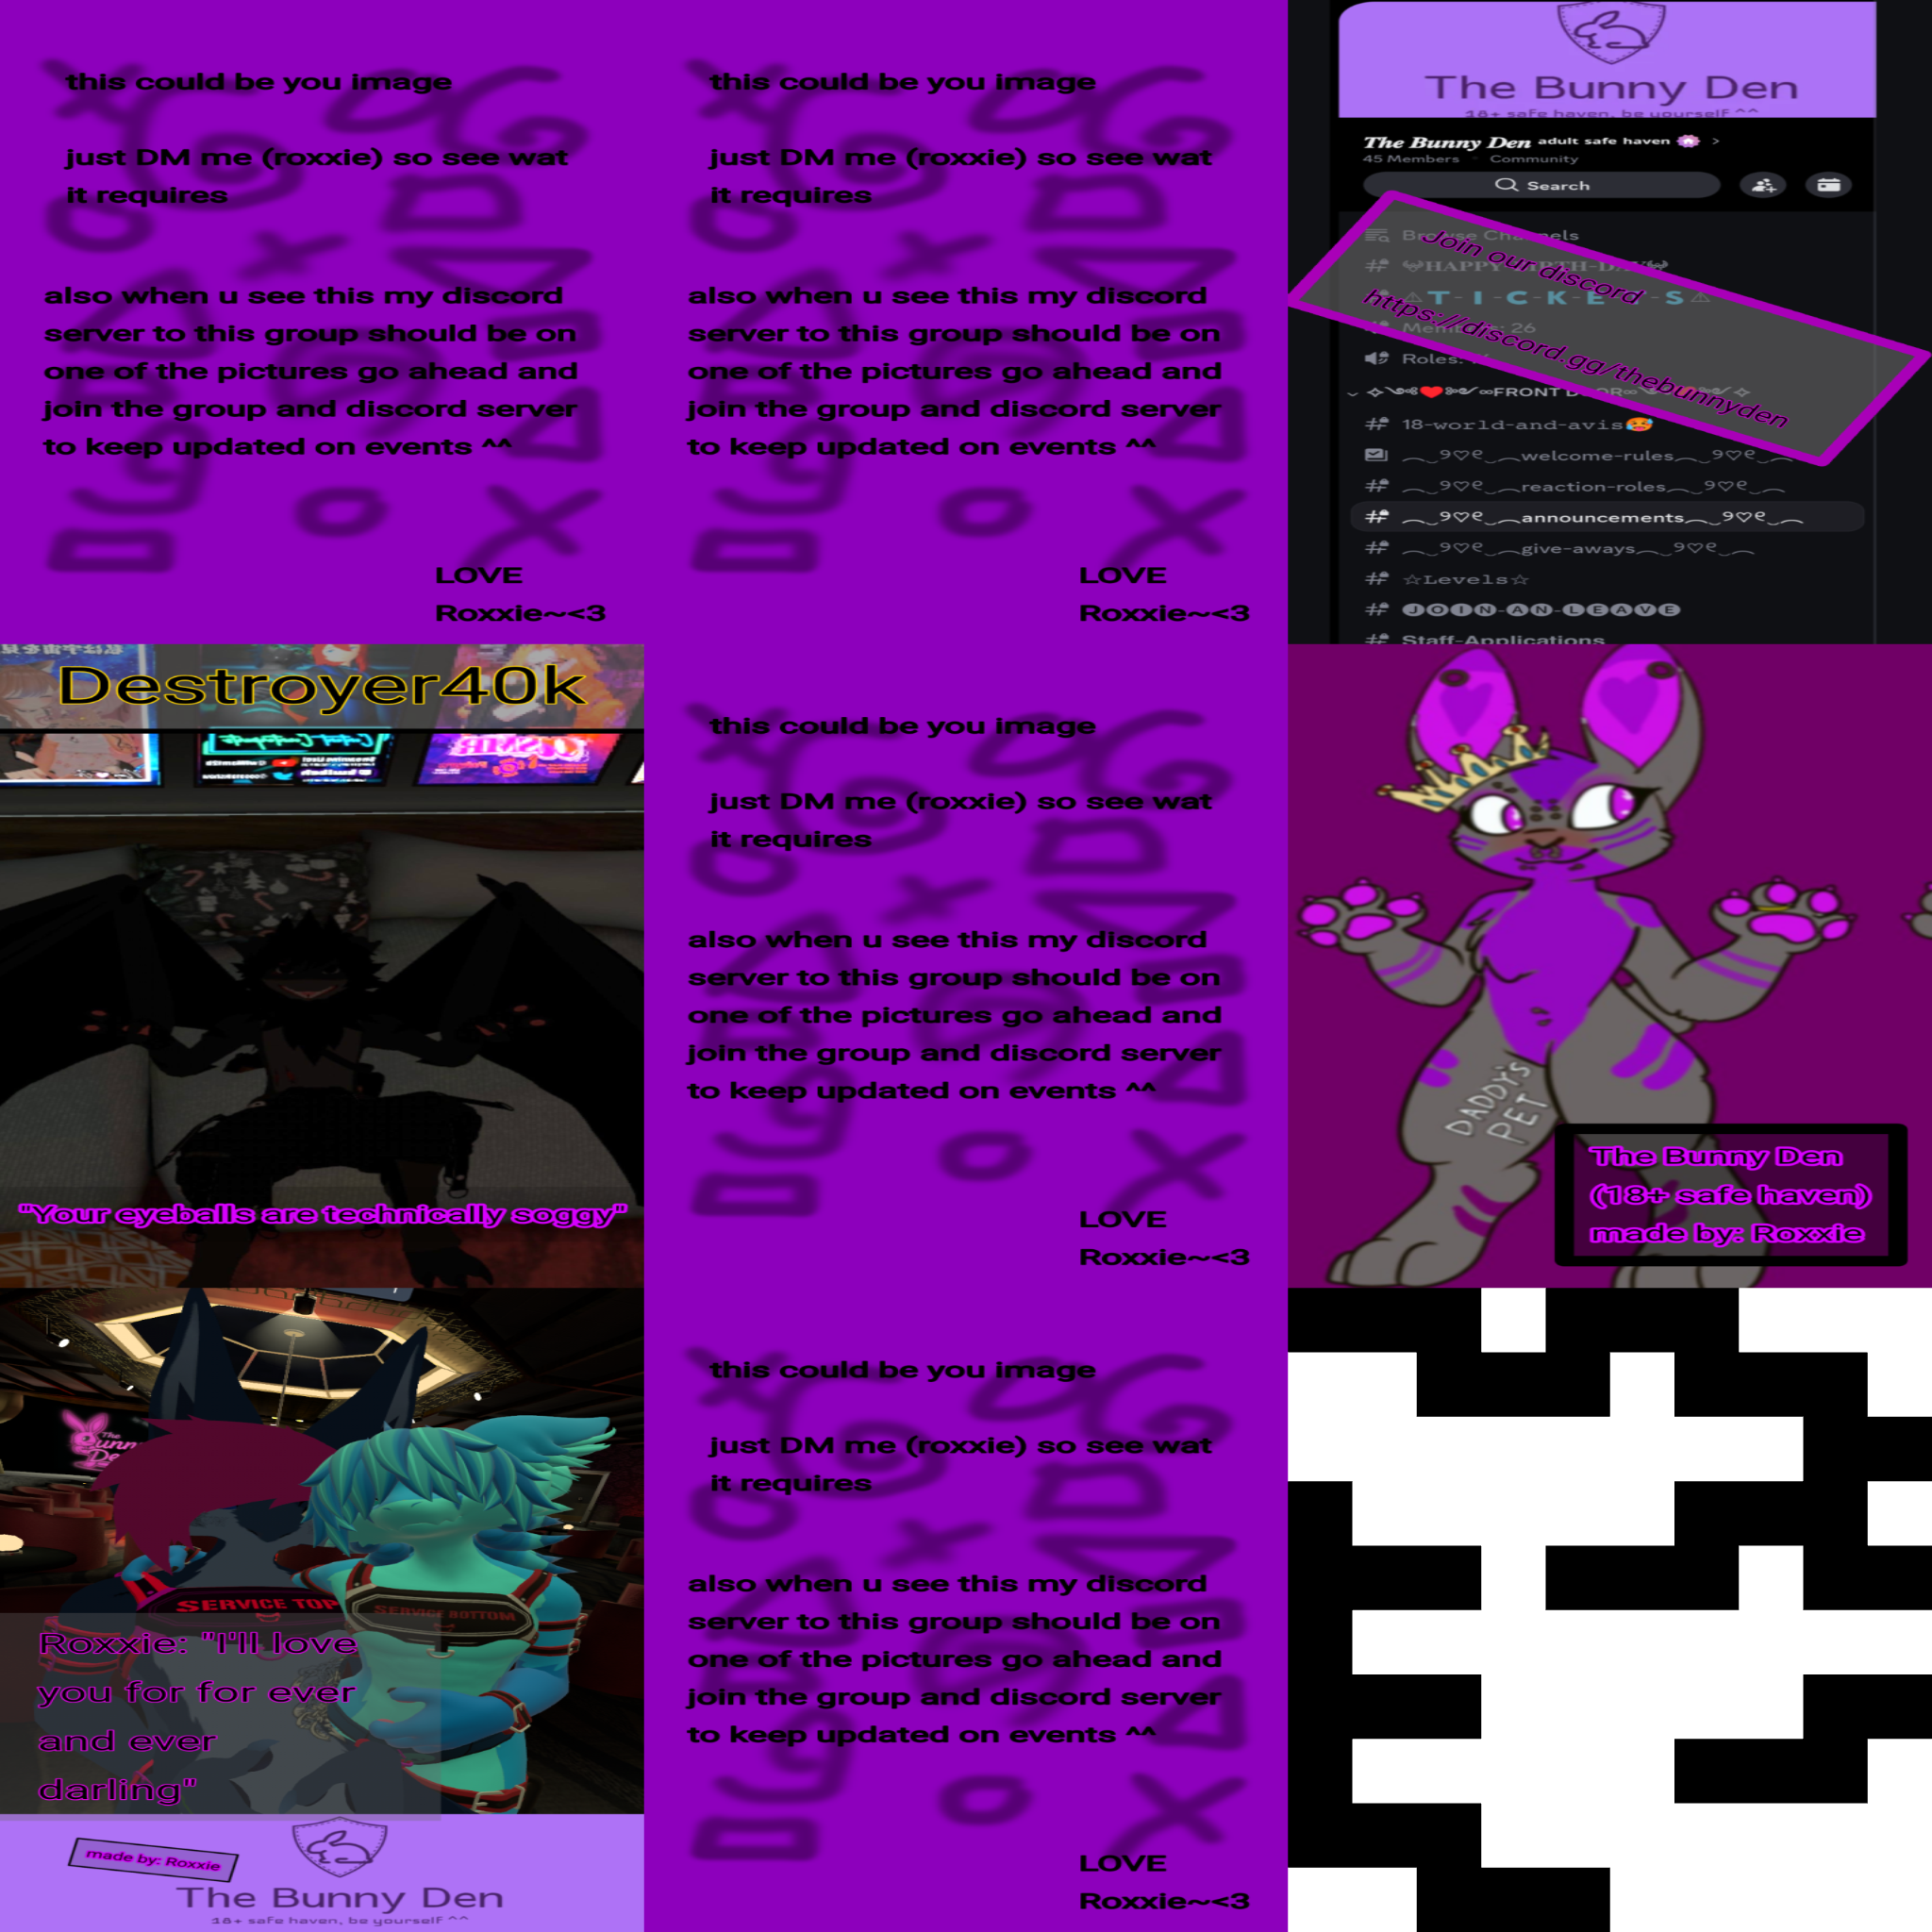 this could be you image
just DM me (roxxie) so see wat
it requires
also when u see this my discord
server to this group should be on
one of the pictures go ahead and
join the group and discord server
to keep updated on events ^^
LOVE
Roxxie~<3
this could be you image
just DM me (roxxie) so see wat
it requires
also when u see this my discord
server to this group should be on
one of the pictures go ahead and
join the group and discord server
to keep updated on events ^^
LOVE
Roxxie~<3
The Bunny Den
18+ safe haven, be yourself ^^
The Bunny Den adult safe haven
45 Members Community
Search
Join our discord
https://discord.gg/thebunnyden
Members: 26
Roles:
18-world-and-avis🥵
welcome-rules
reaction-roles
announcements
give-aways
☆Levels☆
JOIN-AN-LEAVE
Staff-Applications
Destroyer40k
"Your eyeballs are technically soggy"
this could be you image
just DM me (roxxie) so see wat
it requires
also when u see this my discord
server to this group should be on
one of the pictures go ahead and
join the group and discord server
to keep updated on events ^^
LOVE
Roxxie~<3
DADDY'S
PET
The Bunny Den
(18+ safe haven)
made by: Roxxie
SERVICE TOP
SERVICE BOTTOM
Roxxie: "I'll love
you for for ever
and ever
darling"
made by: Roxxie
The Bunny Den
18+ safe haven, be yourself ^^
this could be you image
just DM me (roxxie) so see wat
it requires
also when u see this my discord
server to this group should be on
one of the pictures go ahead and
join the group and discord server
to keep updated on events ^^
LOVE
Roxxie~<3